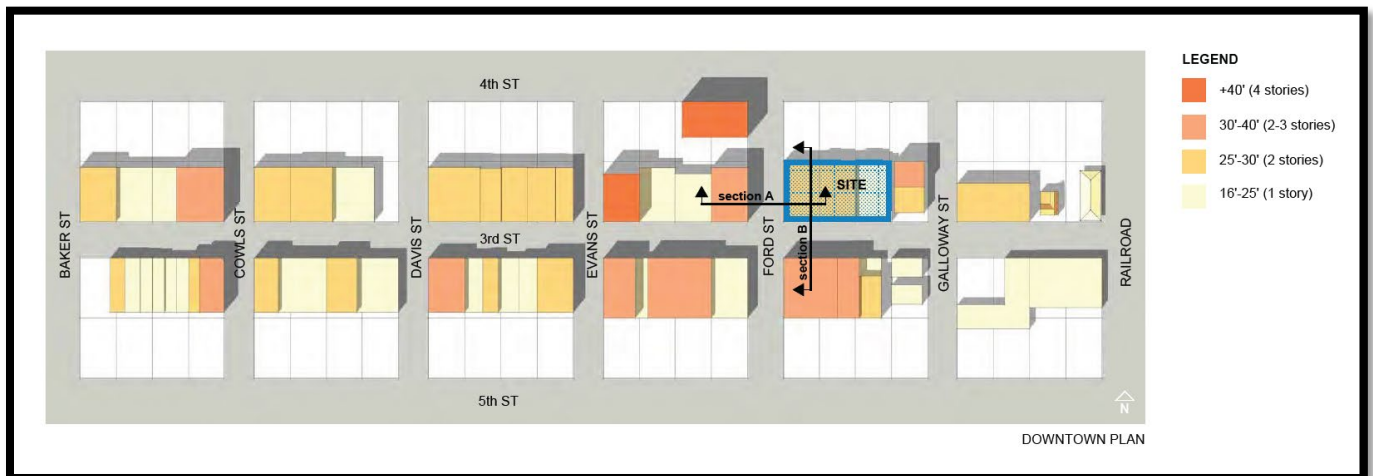 LEGEND
+40' (4 stories)
30'-40' (2-3 stories)
25'-30' (2 stories)
16'-25' (1 story)
4th ST
SITE
section A
section B
3rd ST
BAKER ST
COWLS ST
DAVIS ST
EVANS ST
FORD ST
GALLOWAY ST
RAILROAD
5th ST
N
DOWNTOWN PLAN